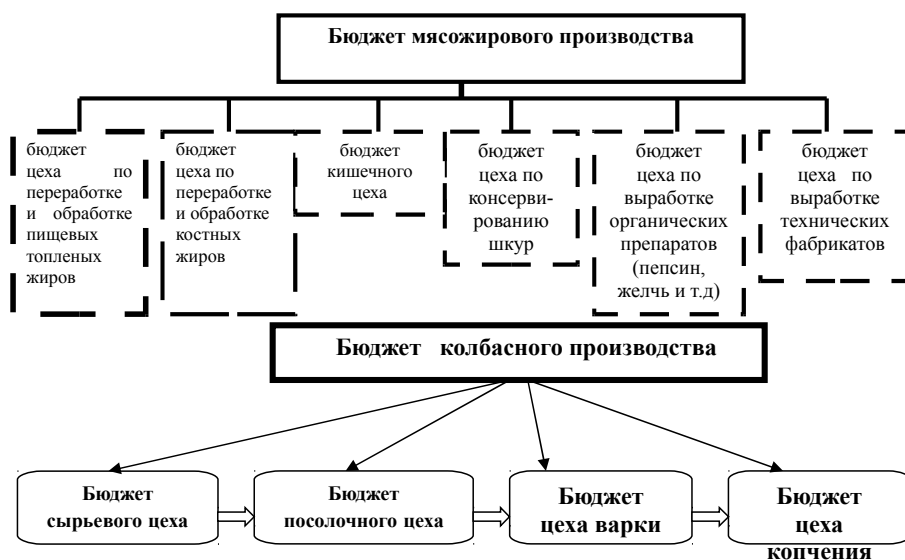 Бюджет мясожирового производства
бюджет
цеха по
переработке
и обработке
пищевых
топленых
жиров
бюджет
цеха по
переработке
и обработке
костных
жиров
бюджет
кишечного
цеха
бюджет
цеха по
консерви-
рованию
шкур
бюджет
цеха по
выработке
органических
препаратов
(пепсин,
желчь и т.д)
бюджет
цеха по
выработке
технических
фабрикатов
Бюджет колбасного производства
Бюджет
сырьевого цеха
Бюджет
посолочного цеха
Бюджет
цеха варки
Бюджет
цеха
копчения